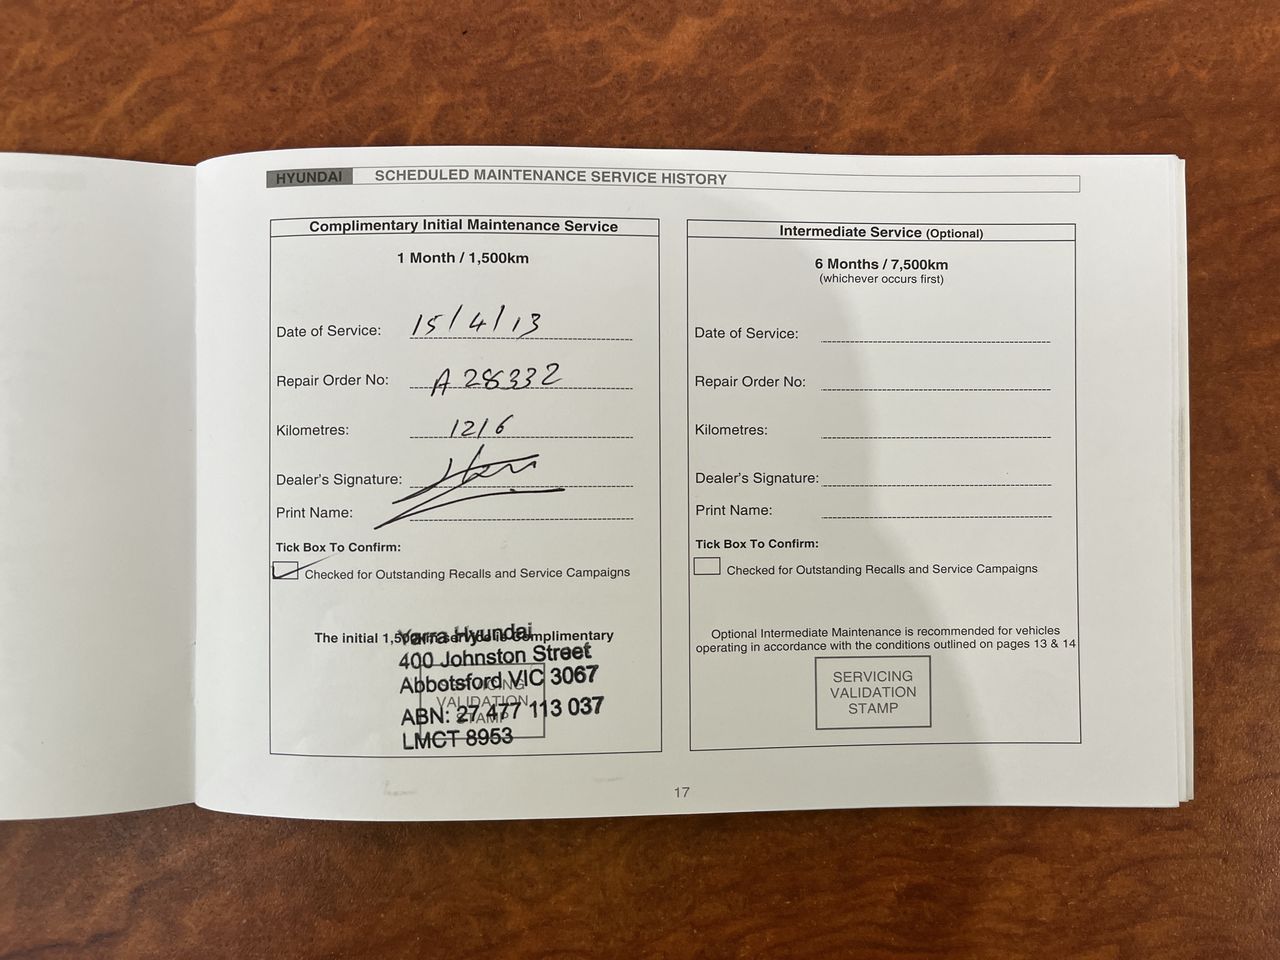 HYUNDAI SCHEDULED MAINTENANCE SERVICE HISTORY
Complimentary Initial Maintenance Service
1 Month / 1,500km
Date of Service: 15/4/13
Repair Order No: A 28332
Kilometres: 1216
Dealer's Signature:
Print Name:
Tick Box To Confirm:
Checked for Outstanding Recalls and Service Campaigns
The initial 1,500km service is complimentary
Yarra Hyundai
400 Johnston Street
Abbotsford VIC 3067
ABN: 27 477 113 037
LMCT 8953
SERVICING
VALIDATION
STAMP
Intermediate Service (Optional)
6 Months / 7,500km
(whichever occurs first)
Date of Service:
Repair Order No:
Kilometres:
Dealer's Signature:
Print Name:
Tick Box To Confirm:
Checked for Outstanding Recalls and Service Campaigns
Optional Intermediate Maintenance is recommended for vehicles
operating in accordance with the conditions outlined on pages 13 & 14
SERVICING
VALIDATION
STAMP
17